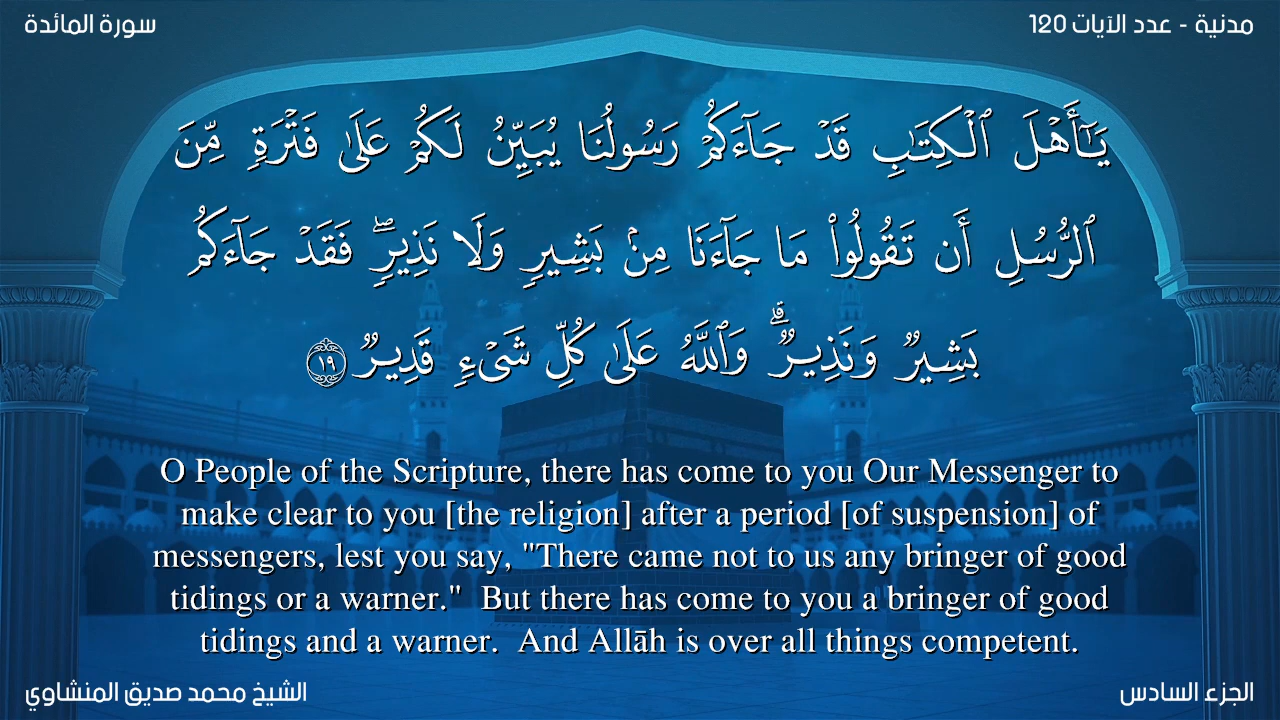 سورة المائدة
مدنية - عدد الآيات 120
يَـٰٓأَهْلَ ٱلْكِتَـٰبِ قَدْ جَآءَكُمْ رَسُولُنَا يُبَيِّنُ لَكُمْ عَلَىٰ فَتْرَةٍۢ مِّنَ
ٱلرُّسُلِ أَن تَقُولُوا۟ مَا جَآءَنَا مِنۢ بَشِيرٍۢ وَلَا نَذِيرٍۢ ۖ فَقَدْ جَآءَكُم
بَشِيرٌۭ وَنَذِيرٌۭ ۗ وَٱللَّهُ عَلَىٰ كُلِّ شَىْءٍۢ قَدِيرٌۭ ١٩
O People of the Scripture, there has come to you Our Messenger to
make clear to you [the religion] after a period [of suspension] of
messengers, lest you say, "There came not to us any bringer of good
tidings or a warner."  But there has come to you a bringer of good
tidings and a warner.  And Allāh is over all things competent.
الشيخ محمد صديق المنشاوي
الجزء السادس